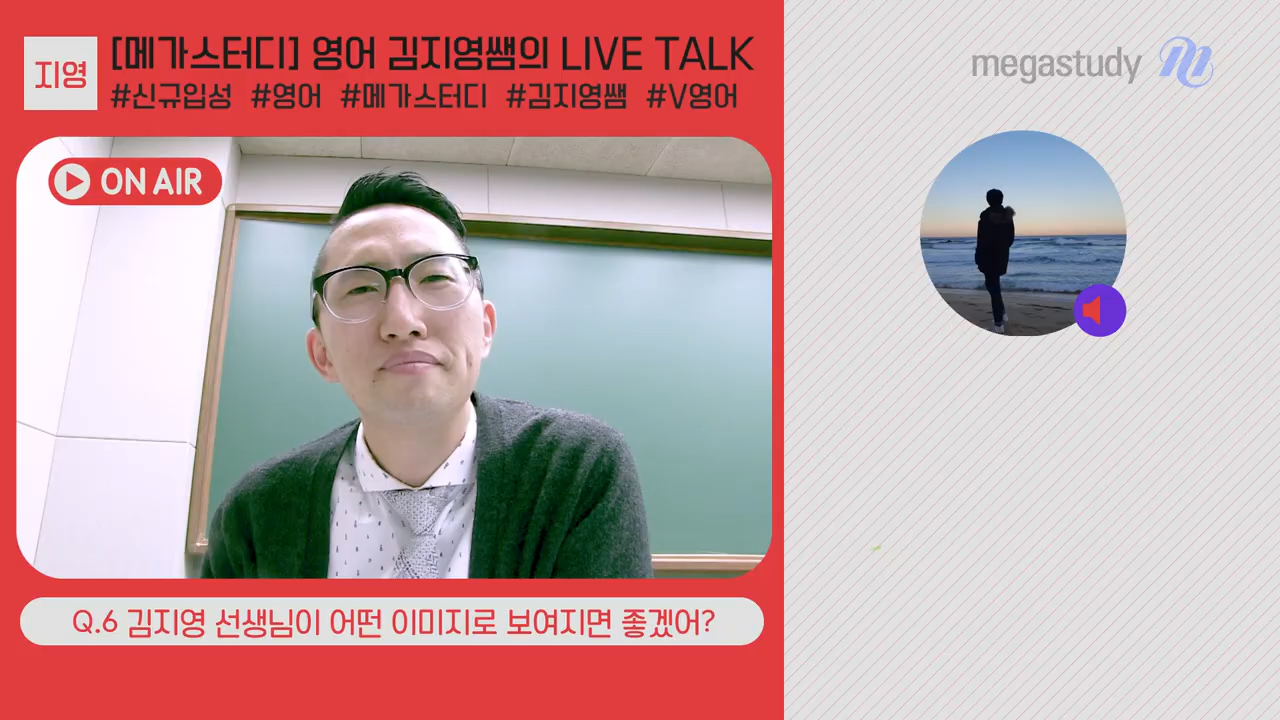 지영
[메가스터디] 영어 김지영쌤의 LIVE TALK
#신규입성 #영어 #메가스터디 #김지영쌤 #V영어
ON AIR
Q.6 김지영 선생님이 어떤 이미지로 보여지면 좋겠어?
megastudy